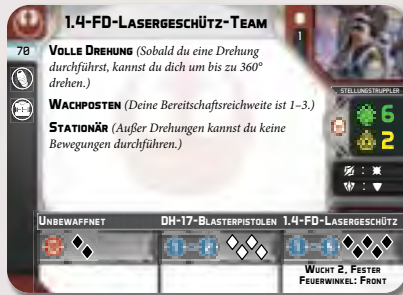 1.4-FD-Lasergeschütz-Team
1
70
Volle Drehung (Sobald du eine Drehung
durchführst, kannst du dich um bis zu 360°
drehen.)
Wachposten (Deine Bereitschaftsreichweite ist 1–3.)
Stationär (Außer Drehungen kannst du keine
Bewegungen durchführen.)
Stellungstruppler
6
2
Unbewaffnet
DH-17-Blasterpistolen
1.4-FD-Lasergeschütz
Wucht 2, Fester
Feuerwinkel: Front